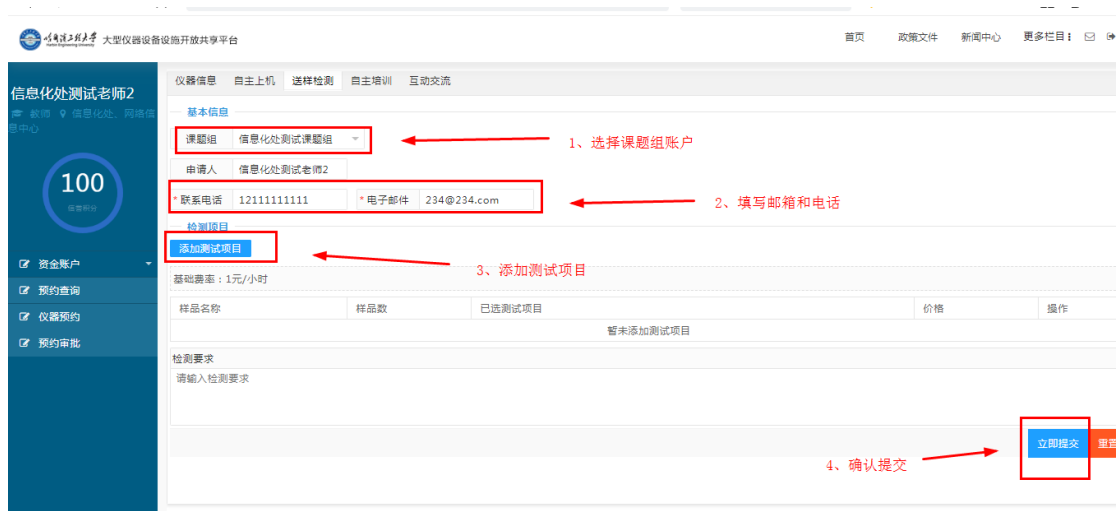 哈尔滨工程大学 大型仪器设备设施开放共享平台
首页 政策文件 新闻中心 更多栏目:
信息化处测试老师2
教师 信息化处、网络信息中心
100
信誉积分
资金账户
预约查询
仪器预约
预约审批
仪器信息 自主上机 送样检测 自主培训 互动交流
基本信息
课题组 信息化处测试课题组
1、选择课题组账户
申请人 信息化处测试老师2
* 联系电话 12111111111 * 电子邮件 234@234.com
2、填写邮箱和电话
检测项目
添加测试项目
3、添加测试项目
基础费率:1元/小时
样品名称 样品数 已选测试项目 价格 操作
暂未添加测试项目
检测要求
请输入检测要求
立即提交 重置
4、确认提交